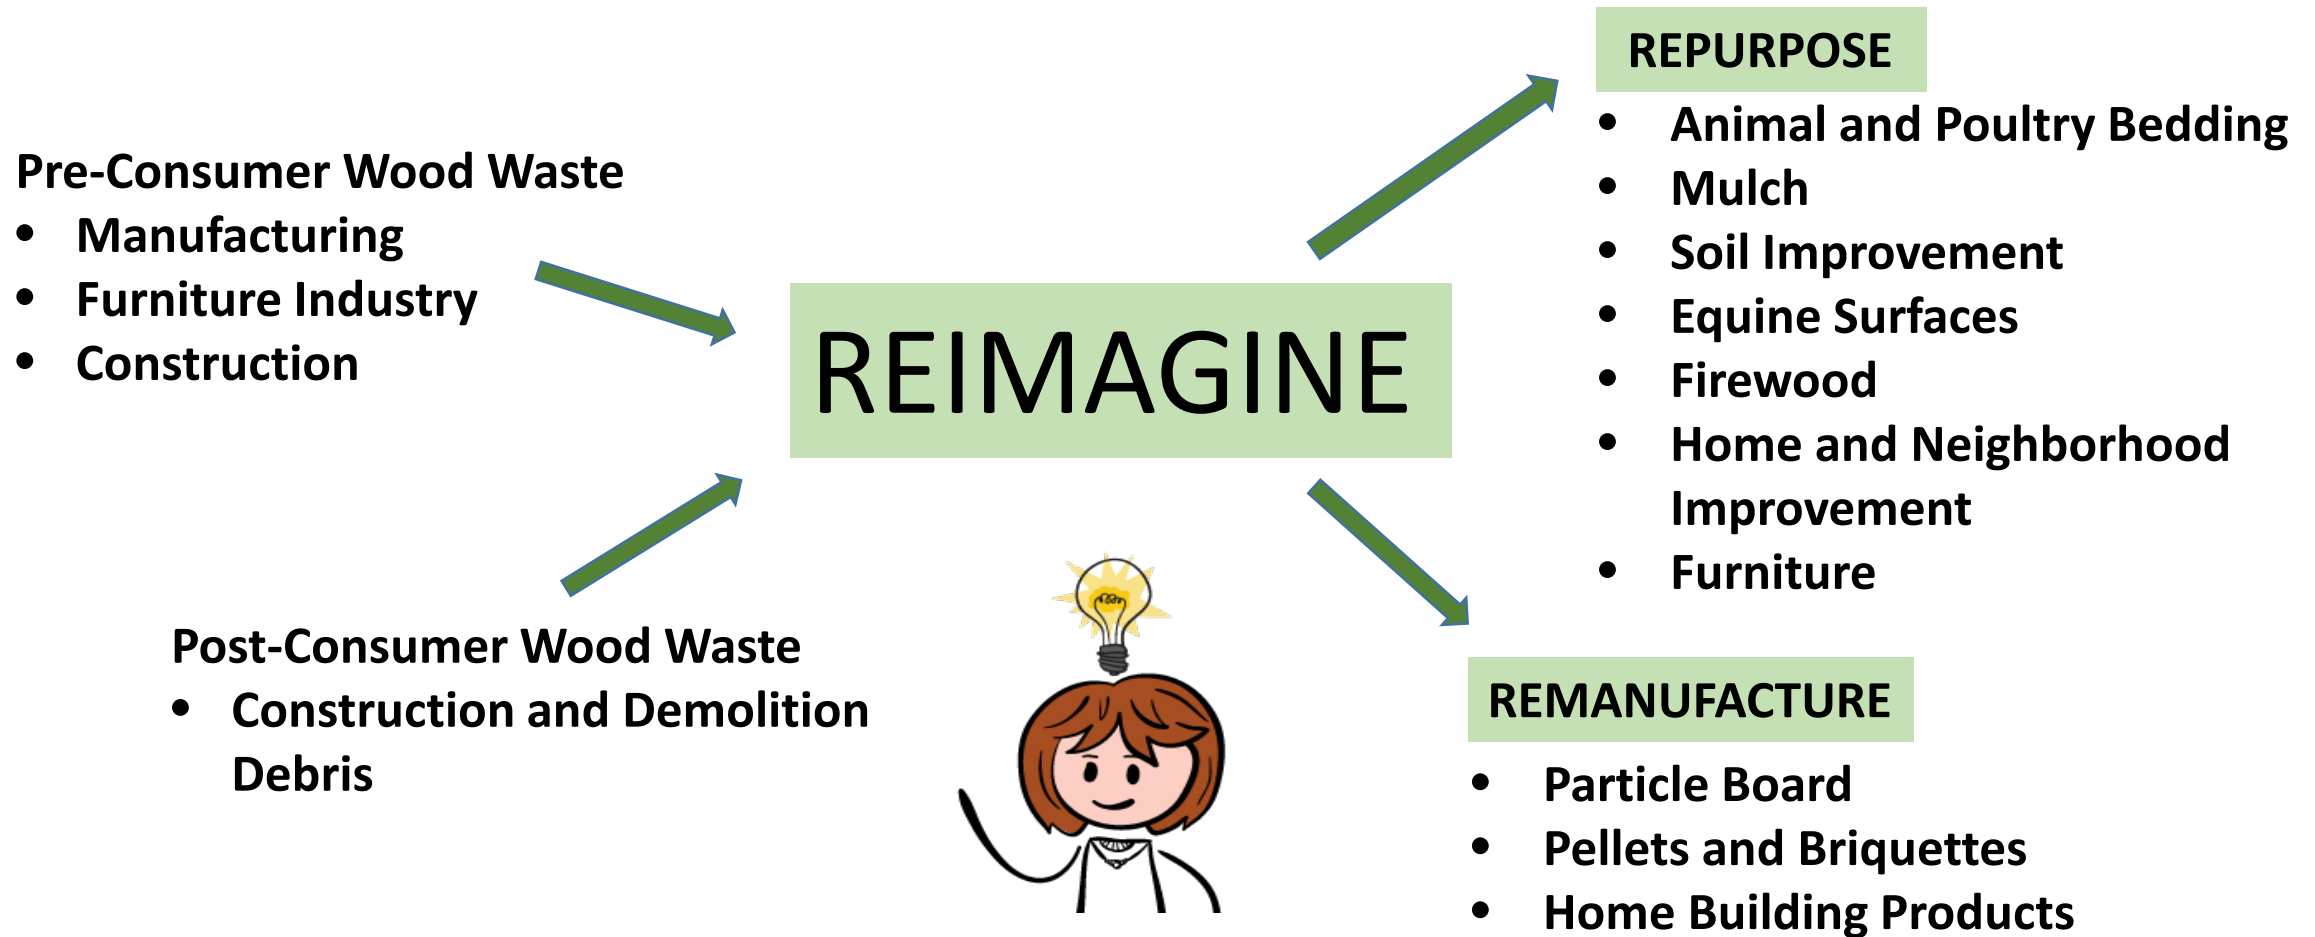 Pre-Consumer Wood Waste
• Manufacturing
• Furniture Industry
• Construction
Post-Consumer Wood Waste
• Construction and Demolition
Debris
REIMAGINE
REPURPOSE
• Animal and Poultry Bedding
• Mulch
• Soil Improvement
• Equine Surfaces
• Firewood
• Home and Neighborhood
Improvement
• Furniture
REMANUFACTURE
• Particle Board
• Pellets and Briquettes
• Home Building Products